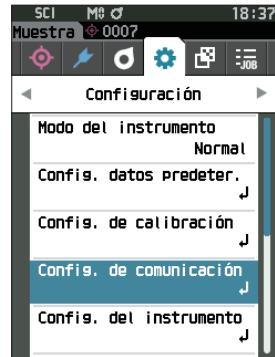 SCI M 18:37
Muestra 0007
-JOB
Configuración
Modo del instrumento
Normal
Config. datos predeter.
Config. de calibración
Config. de comunicación
Config. del instrumento